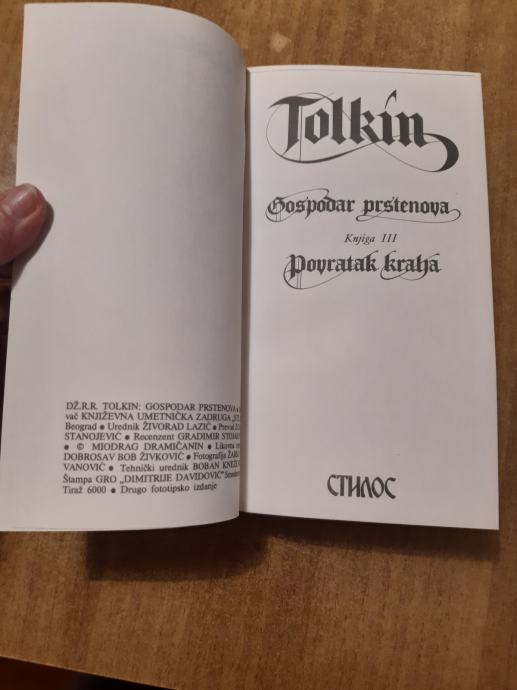 DŽ.R.R. TOLKIN: GOSPODAR PRSTENOVA ●
vač KNJIŽEVNA UMETNIČKA ZADRUGA
Beograd ● Urednik ŽIVORAD LAZIĆ ● Prevod
STANOJEVIĆ ● Recenzent GRADIMIR
● © MIODRAG DRAMIĆANIN ● Likovna
DOBROSAV BOB ŽIVKOVIĆ ● Fotografija
VANOVIĆ ● Tehnički urednik BOBAN
Štampa GRO „DIMITRIJE DAVIDOVIĆ”
Tiraž 6000 ● Drugo fototipsko izdanje
Tolkin
Gospodar prstenova
Knjiga III
Povratak kralja
СТИЛОС